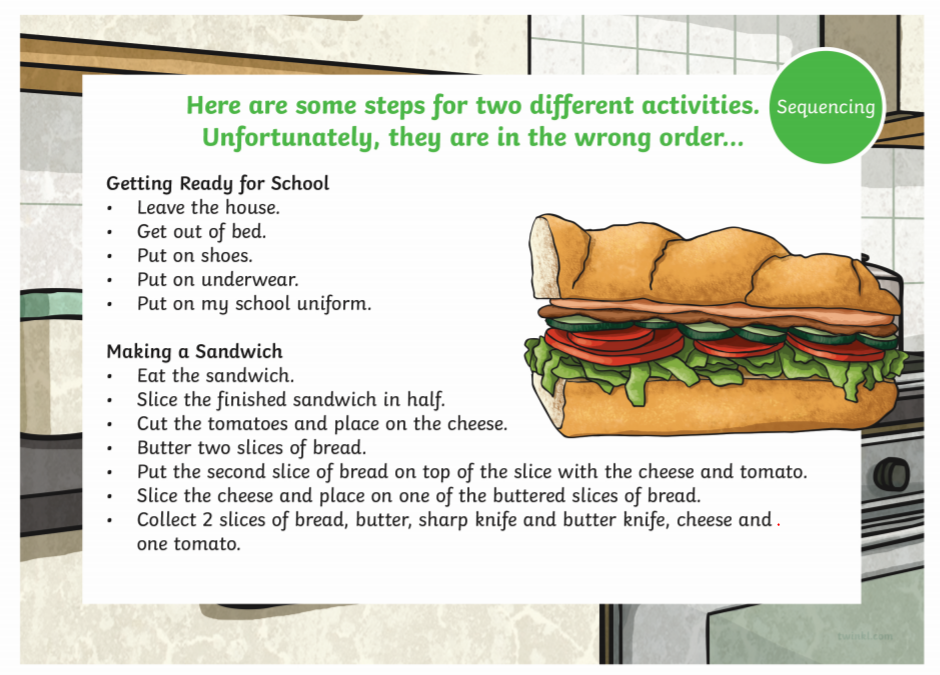 Here are some steps for two different activities.
Unfortunately, they are in the wrong order...
Sequencing
Getting Ready for School
• Leave the house.
• Get out of bed.
• Put on shoes.
• Put on underwear.
• Put on my school uniform.
Making a Sandwich
• Eat the sandwich.
• Slice the finished sandwich in half.
• Cut the tomatoes and place on the cheese.
• Butter two slices of bread.
• Put the second slice of bread on top of the slice with the cheese and tomato.
• Slice the cheese and place on one of the buttered slices of bread.
• Collect 2 slices of bread, butter, sharp knife and butter knife, cheese and .
one tomato.
twinkl.com